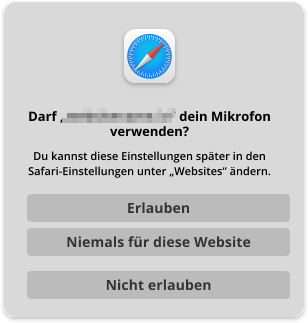 Darf „ dein Mikrofon
verwenden?
Du kannst diese Einstellungen später in den
Safari-Einstellungen unter „Websites“ ändern.
Erlauben
Niemals für diese Website
Nicht erlauben